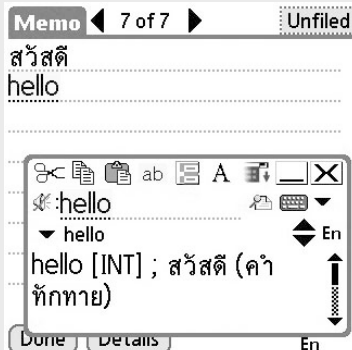 Memo 7 of 7 Unfiled
สวัสดี
hello
ab A
:hello
hello En
hello [INT] ; สวัสดี (คำ
ทักทาย)
Done Details En